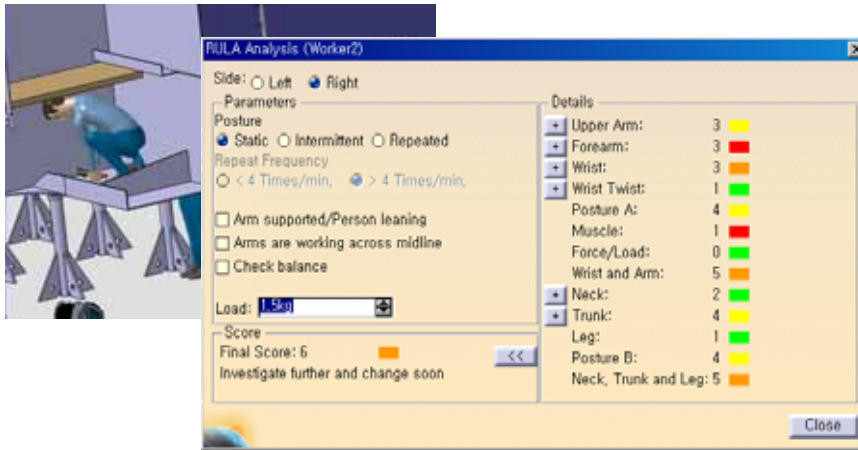 RULA Analysis (Worker2)
Side: Left Right
Parameters
Posture
Static Intermittent Repeated
Repeat Frequency
< 4 Times/min, > 4 Times/min,
Arm supported/Person leaning
Arms are working across midline
Check balance
Load: 1.5kg
Score
Final Score: 6
<<
Investigate further and change soon
Details
+ Upper Arm: 3
+ Forearm: 3
+ Wrist: 3
+ Wrist Twist: 1
Posture A: 4
Muscle: 1
Force/Load: 0
Wrist and Arm: 5
+ Neck: 2
+ Trunk: 4
Leg: 1
Posture B: 4
Neck, Trunk and Leg: 5
Close